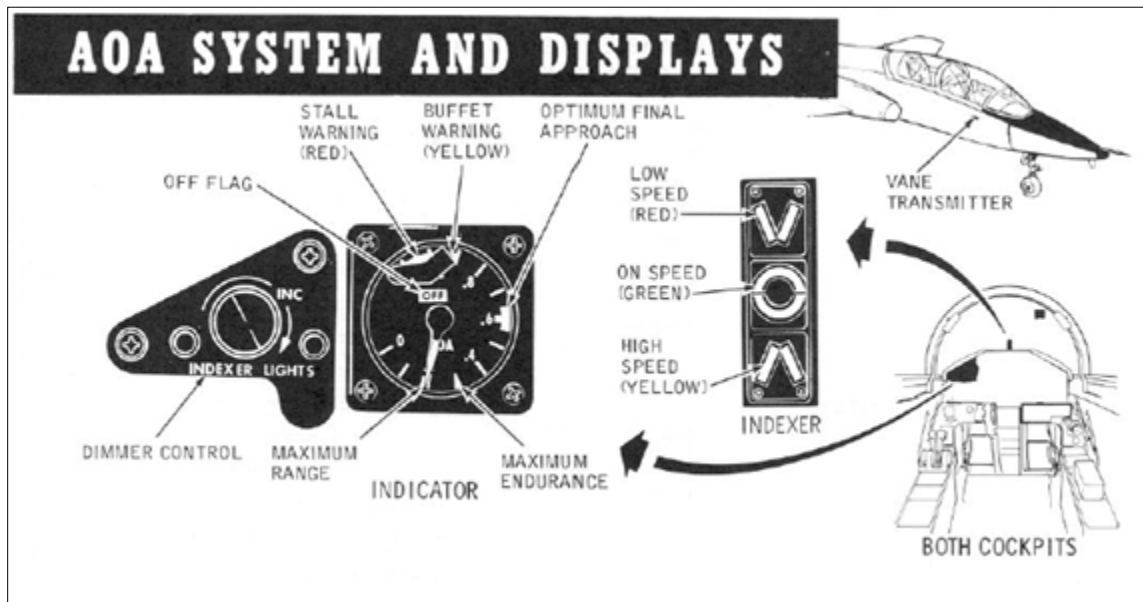 AOA SYSTEM AND DISPLAYS
STALL
WARNING
(RED)
BUFFET
WARNING
(YELLOW)
OPTIMUM FINAL
APPROACH
OFF FLAG
VANE
TRANSMITTER
LOW
SPEED
(RED)
ON SPEED
(GREEN)
HIGH
SPEED
(YELLOW)
INDEXER
INC
INDEXER LIGHTS
OFF
.8
.6
.4
0
DIMMER CONTROL
MAXIMUM
RANGE
INDICATOR
MAXIMUM
ENDURANCE
BOTH COCKPITS